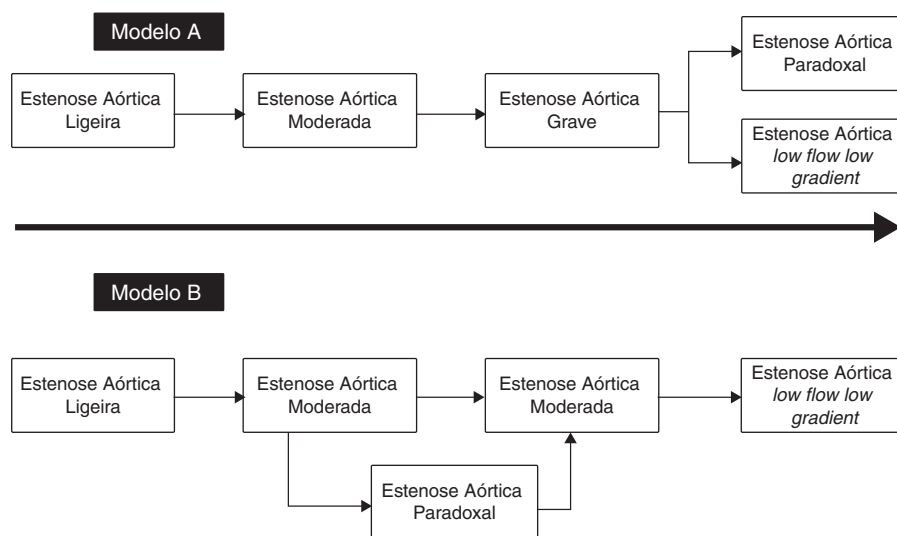 Modelo A
Estenose Aórtica
Ligeira
Estenose Aórtica
Moderada
Estenose Aórtica
Grave
Estenose Aórtica
Paradoxal
Estenose Aórtica
low flow low
gradient
Modelo B
Estenose Aórtica
Ligeira
Estenose Aórtica
Moderada
Estenose Aórtica
Moderada
Estenose Aórtica
low flow low
gradient
Estenose Aórtica
Paradoxal